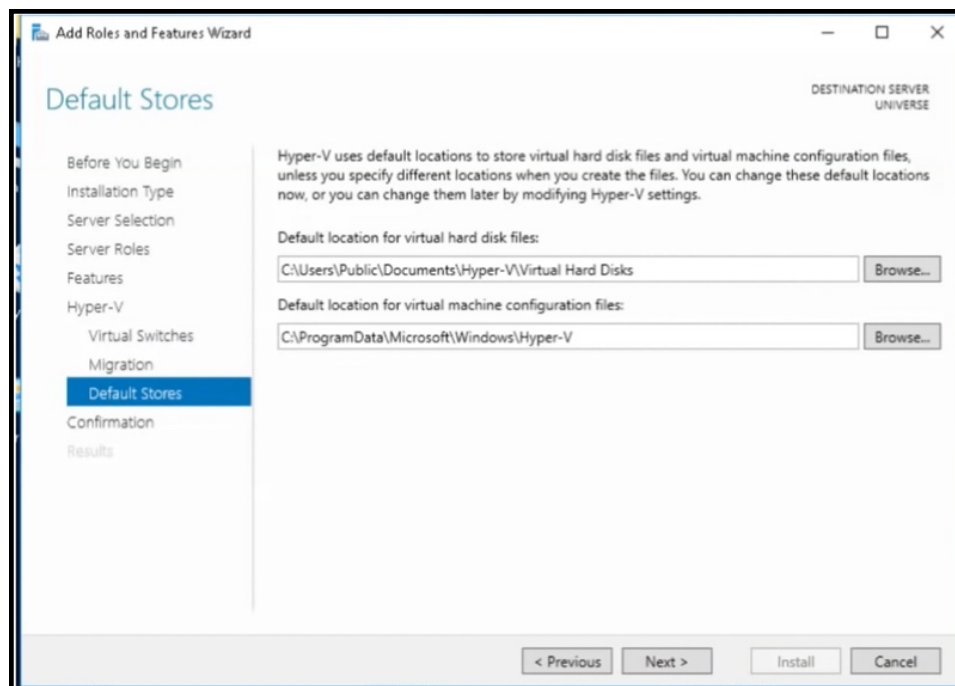 Add Roles and Features Wizard
Default Stores
DESTINATION SERVER
UNIVERSE
Before You Begin
Installation Type
Server Selection
Server Roles
Features
Hyper-V
Virtual Switches
Migration
Default Stores
Confirmation
Results
Hyper-V uses default locations to store virtual hard disk files and virtual machine configuration files,
unless you specify different locations when you create the files. You can change these default locations
now, or you can change them later by modifying Hyper-V settings.
Default location for virtual hard disk files:
C:\Users\Public\Documents\Hyper-V\Virtual Hard Disks
Browse...
Default location for virtual machine configuration files:
C:\ProgramData\Microsoft\Windows\Hyper-V
Browse...
< Previous
Next >
Install
Cancel